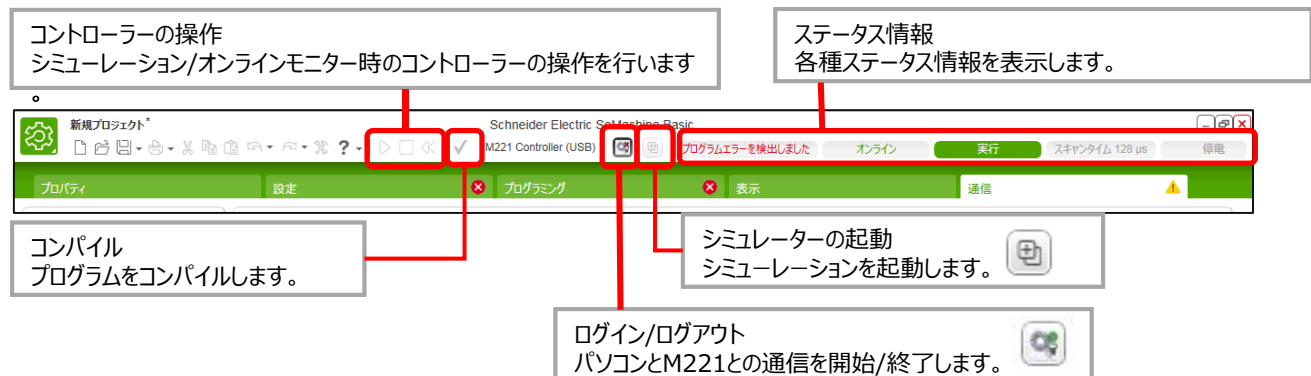 コントローラーの操作
シミューレーション/オンラインモニター時のコントローラーの操作を行います
。
ステータス情報
各種ステータス情報を表示します。
新規プロジェクト*
Schneider Electric SoMachine Basic
M221 Controller (USB)
プログラムエラーを検出しました
オンライン
実行
スキャンタイム 128 µs
停電
プロパティ
設定
プログラミング
表示
通信
コンパイル
プログラムをコンパイルします。
シミュレーターの起動
シミューレーションを起動します。
ログイン/ログアウト
パソコンとM221との通信を開始/終了します。